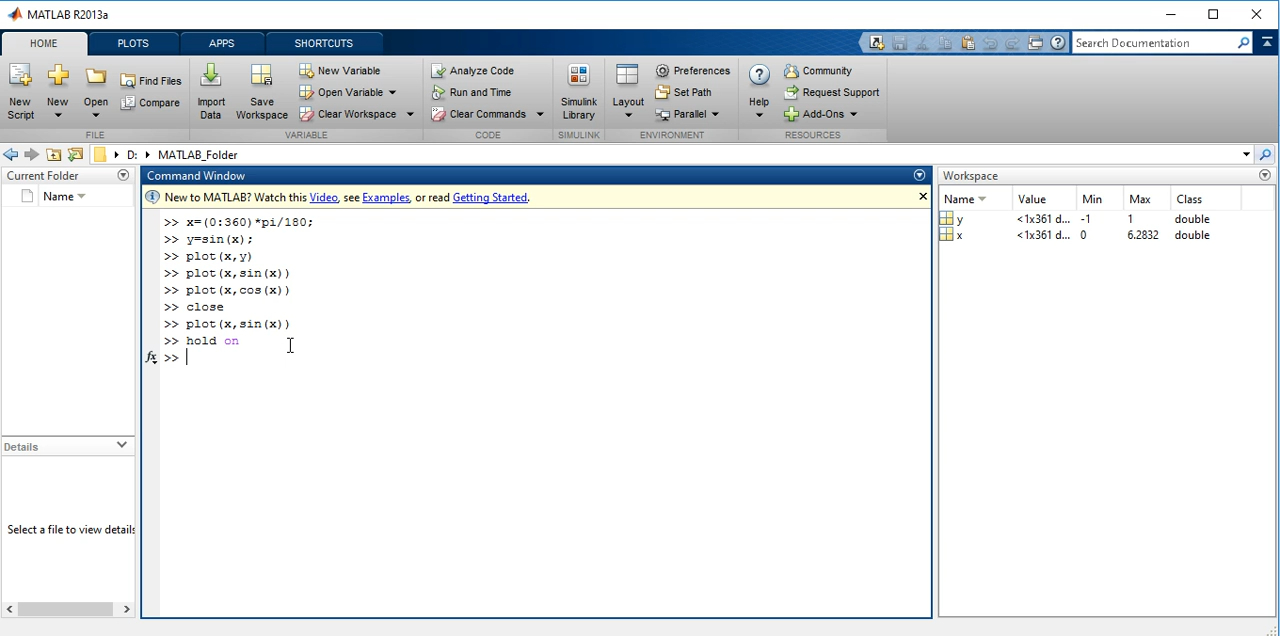 MATLAB R2013a
HOME PLOTS APPS SHORTCUTS Search Documentation
New Script New Open Find Files Compare
FILE
Import Data Save Workspace New Variable Open Variable Clear Workspace
VARIABLE
Analyze Code Run and Time Clear Commands
CODE
Simulink Library
SIMULINK
Layout Preferences Set Path Parallel
ENVIRONMENT
Help Community Request Support Add-Ons
RESOURCES
D: MATLAB_Folder
Current Folder
Name
Details
Select a file to view details
Command Window
New to MATLAB? Watch this Video, see Examples, or read Getting Started.
>> x=(0:360)*pi/180;
>> y=sin(x);
>> plot(x,y)
>> plot(x,sin(x))
>> plot(x,cos(x))
>> close
>> plot(x,sin(x))
>> hold on
fx >>
Workspace
Name Value Min Max Class
y <1x361 d... -1 1 double
x <1x361 d... 0 6.2832 double